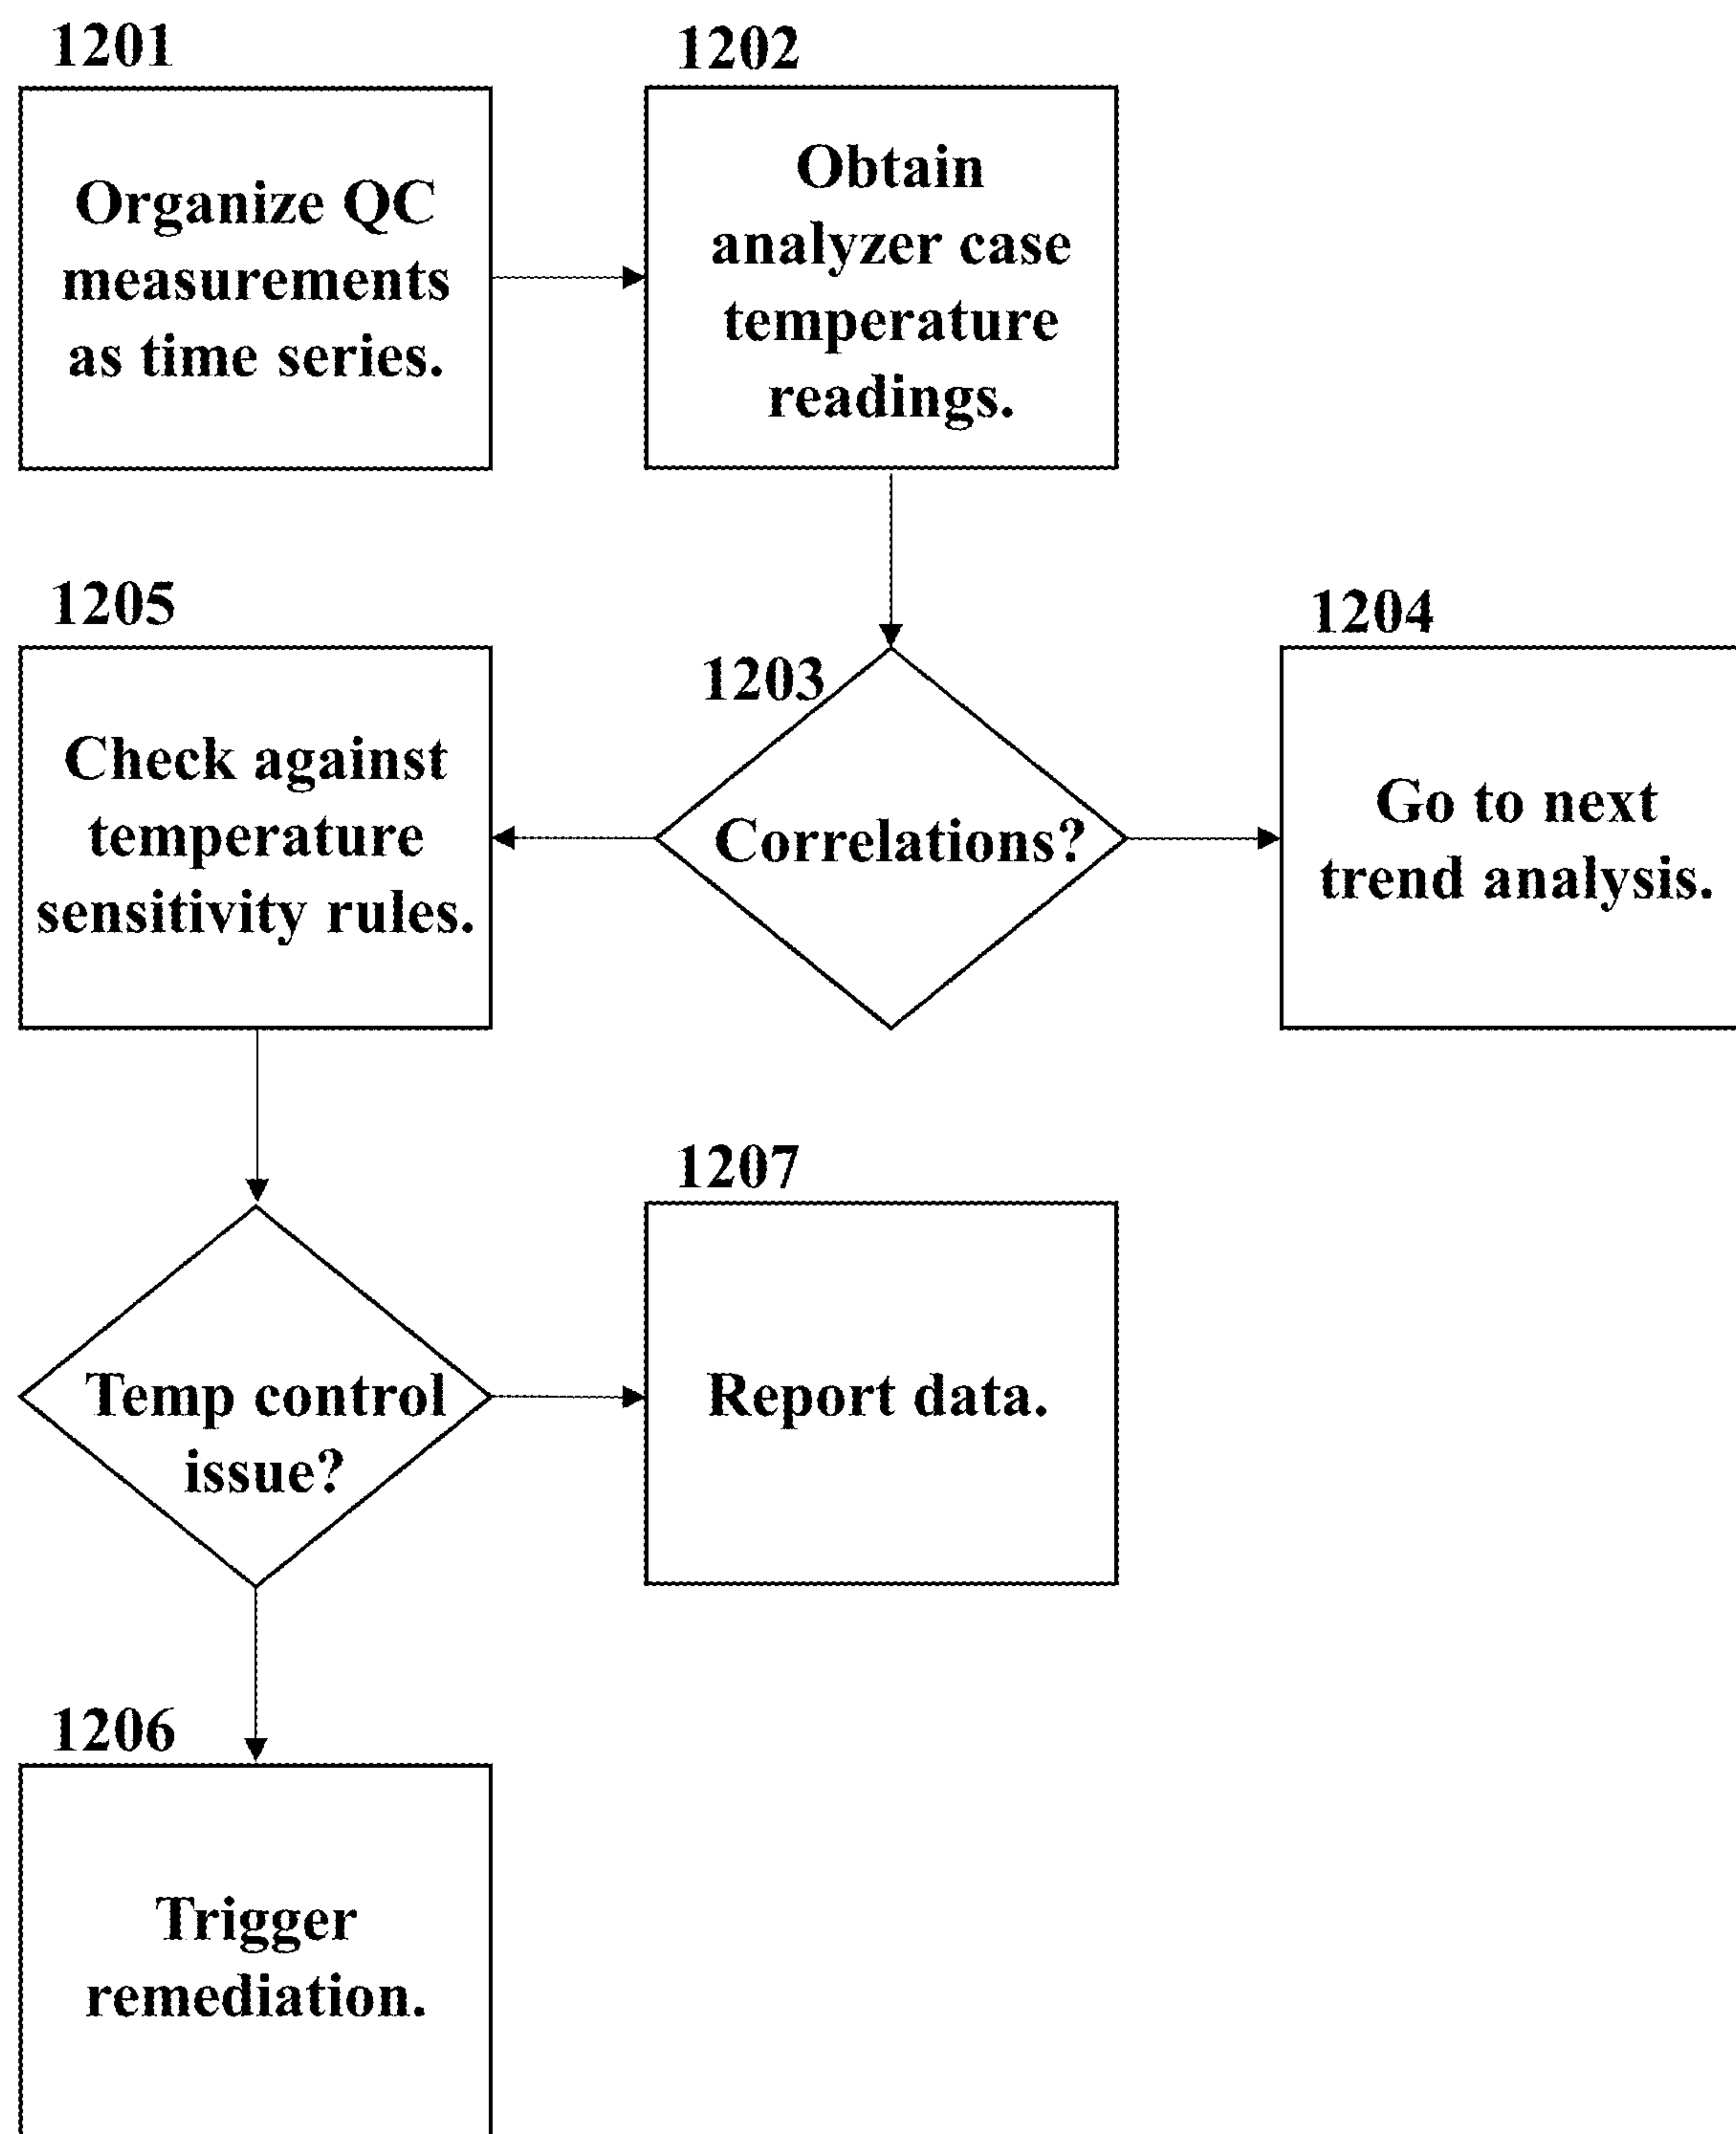 1201
Organize QC
measurements
as time series.
1202
Obtain
analyzer case
temperature
readings.
1205
Check against
temperature
sensitivity rules.
1203
Correlations?
1204
Go to next
trend analysis.
Temp control
issue?
1207
Report data.
1206
Trigger
remediation.